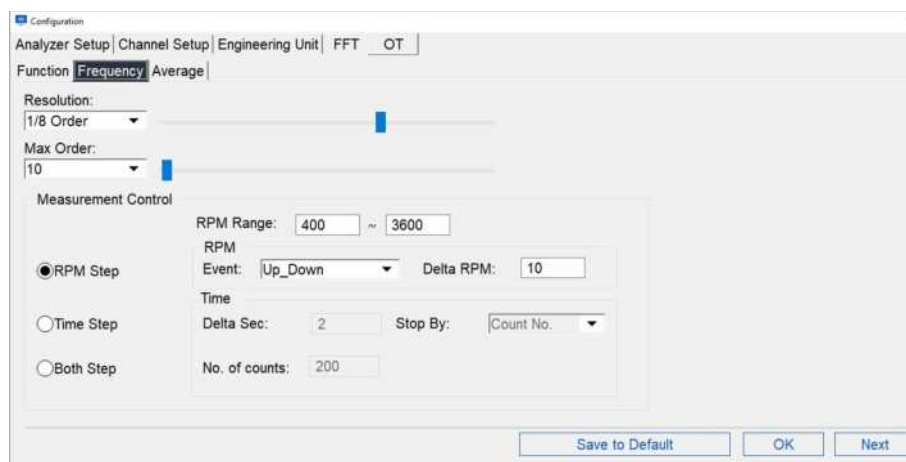 Configuration
Analyzer Setup Channel Setup Engineering Unit FFT OT
Function Frequency Average
Resolution:
1/8 Order
Max Order:
10
Measurement Control
RPM Range: 400 ~ 3600
RPM
RPM Step Event: Up_Down Delta RPM: 10
Time
Time Step Delta Sec: 2 Stop By: Count No.
Both Step No. of counts: 200
Save to Default OK Next